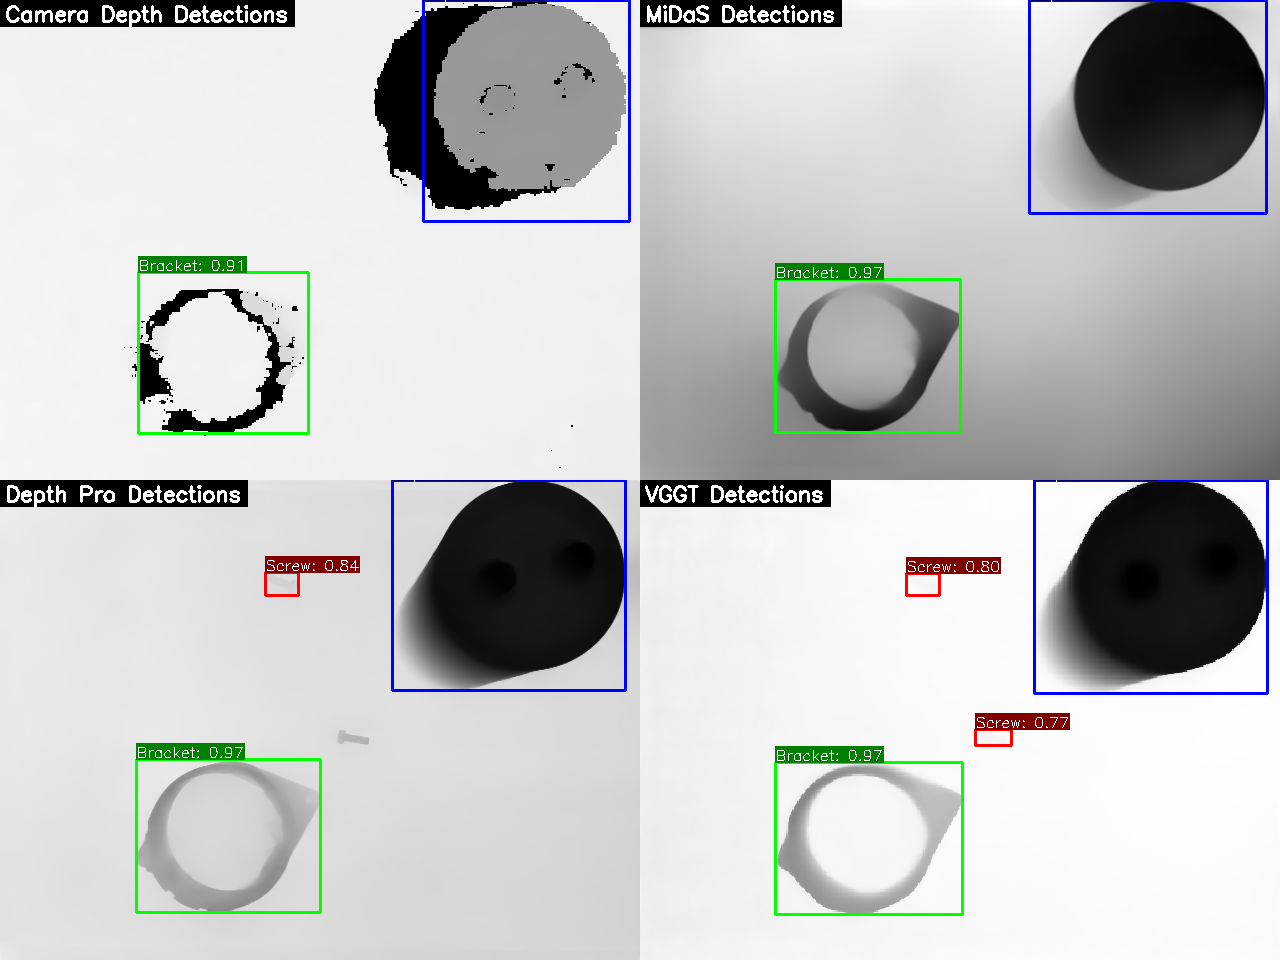 Camera Depth Detections
MiDaS Detections
Bracket: 0.91
Bracket: 0.97
Depth Pro Detections
VGGT Detections
Screw: 0.84
Screw: 0.80
Screw: 0.77
Bracket: 0.97
Bracket: 0.97